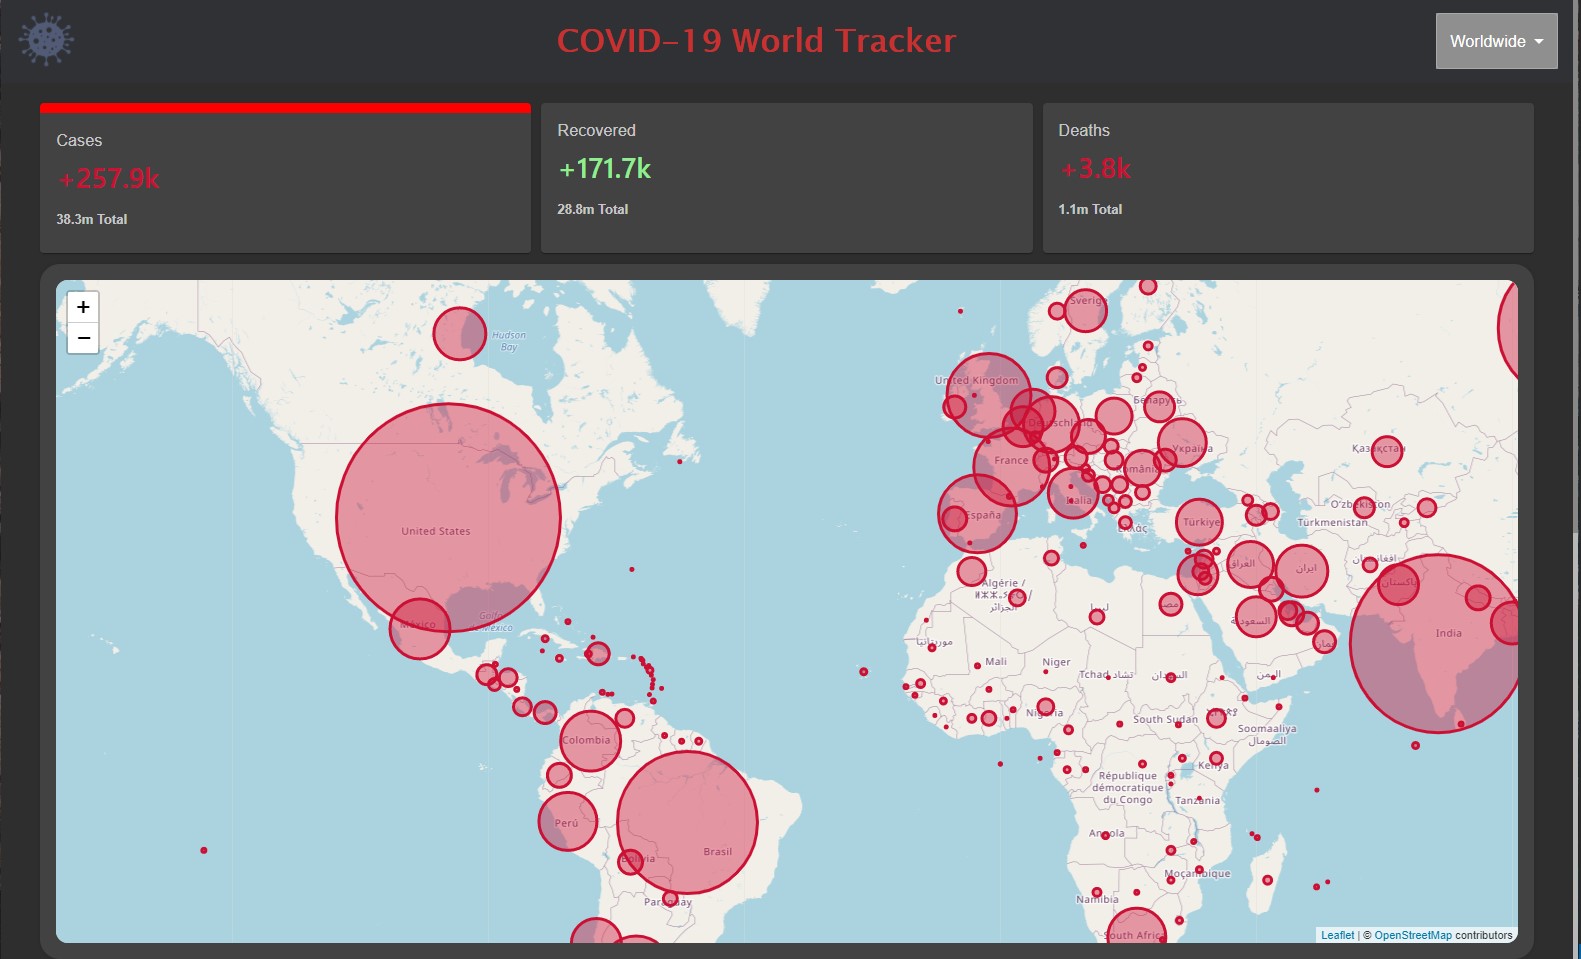 COVID-19 World Tracker
Worldwide
Cases
+257.9k
38.3m Total
Recovered
+171.7k
28.8m Total
Deaths
+3.8k
1.1m Total
+
−
Hudson
Bay
Sverige
United Kingdom
Беларусь
Deutschland
Україна
France
România
Қазақстан
Italia
España
O'zbekiston
Türkiye
Türkmenistan
Ελλάς
United States
العراق
ایران
افغانستان
پاکستان
Algérie /
الجزائر
ليبيا
مصر
السعودية
عمان
India
Golfo
de México
México
موريتانيا
Mali
Niger
Tchad تشاد
السودان
اليمن
Nigeria
South Sudan
Soomaaliya
الصومال
Colombia
Kenya
République
démocratique
du Congo
Tanzania
Perú
Brasil
Bolivia
Angola
Moçambique
Paraguay
Namibia
South Africa
Leaflet | © OpenStreetMap contributors